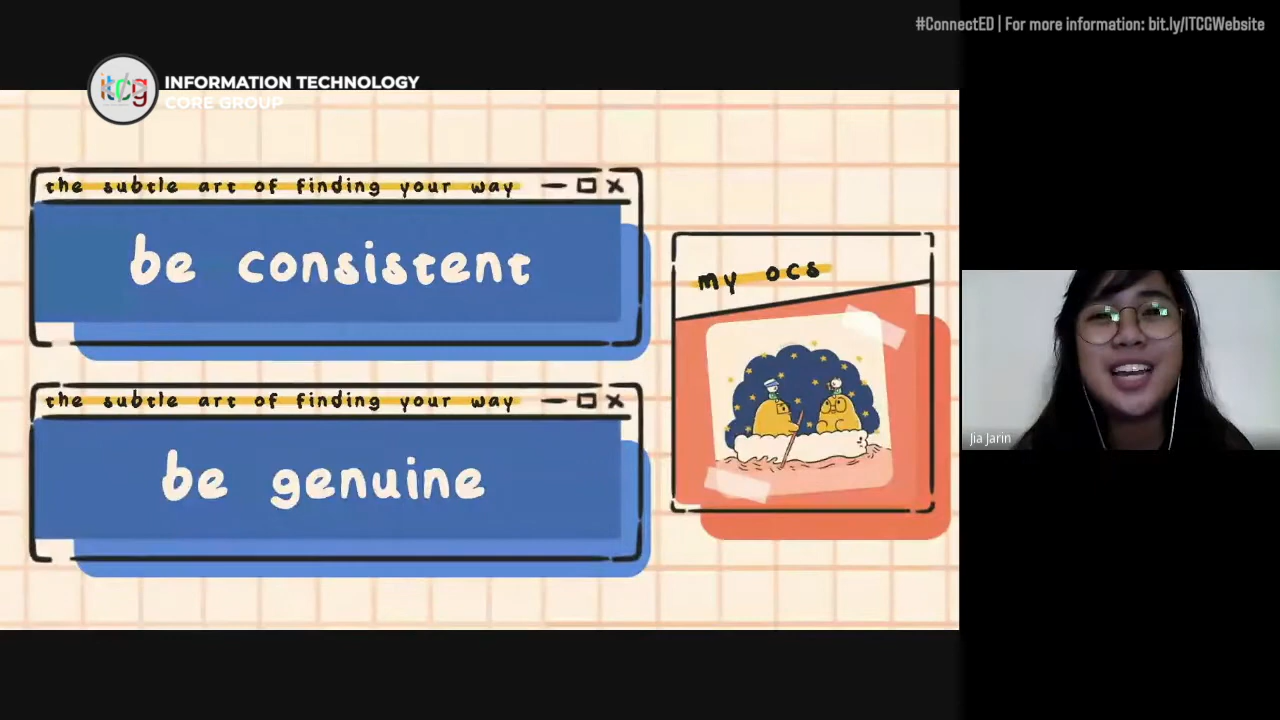 #ConnectED | For more information: bit.ly/ITCGWebsite
itcg
INFORMATION TECHNOLOGY
CORE GROUP
the subtle art of finding your way
be consistent
my ocs
the subtle art of finding your way
be genuine
Jia Jarin